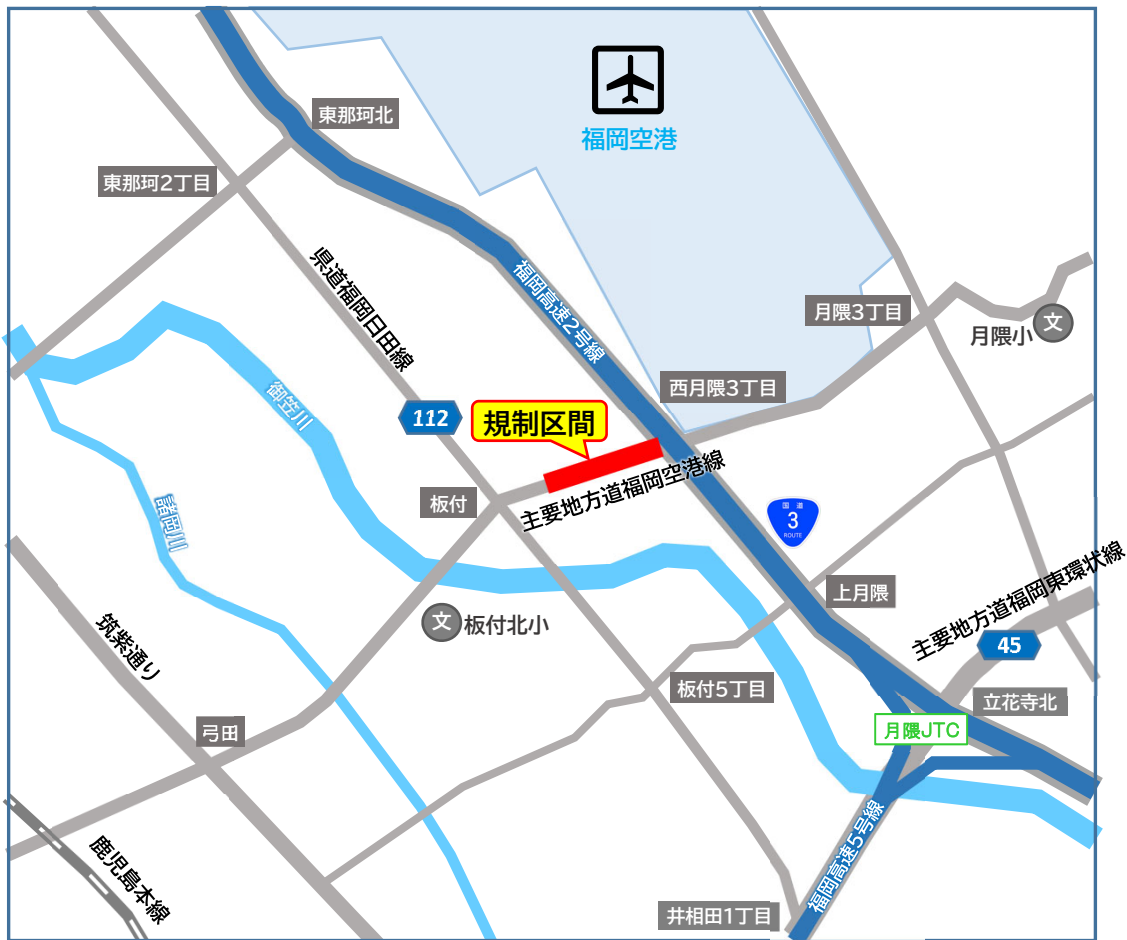 東那珂北
福岡空港
東那珂2丁目
県道福岡日田線
福岡高速2号線
月隈3丁目
月隈小
文
西月隈3丁目
御笠川
112
規制区間
主要地方道福岡空港線
板付
諸岡川
国道
3
ROUTE
上月隈
主要地方道福岡東環状線
45
文
板付北小
筑紫通り
板付5丁目
立花寺北
弓田
月隈JTC
福岡高速5号線
鹿児島本線
井相田1丁目